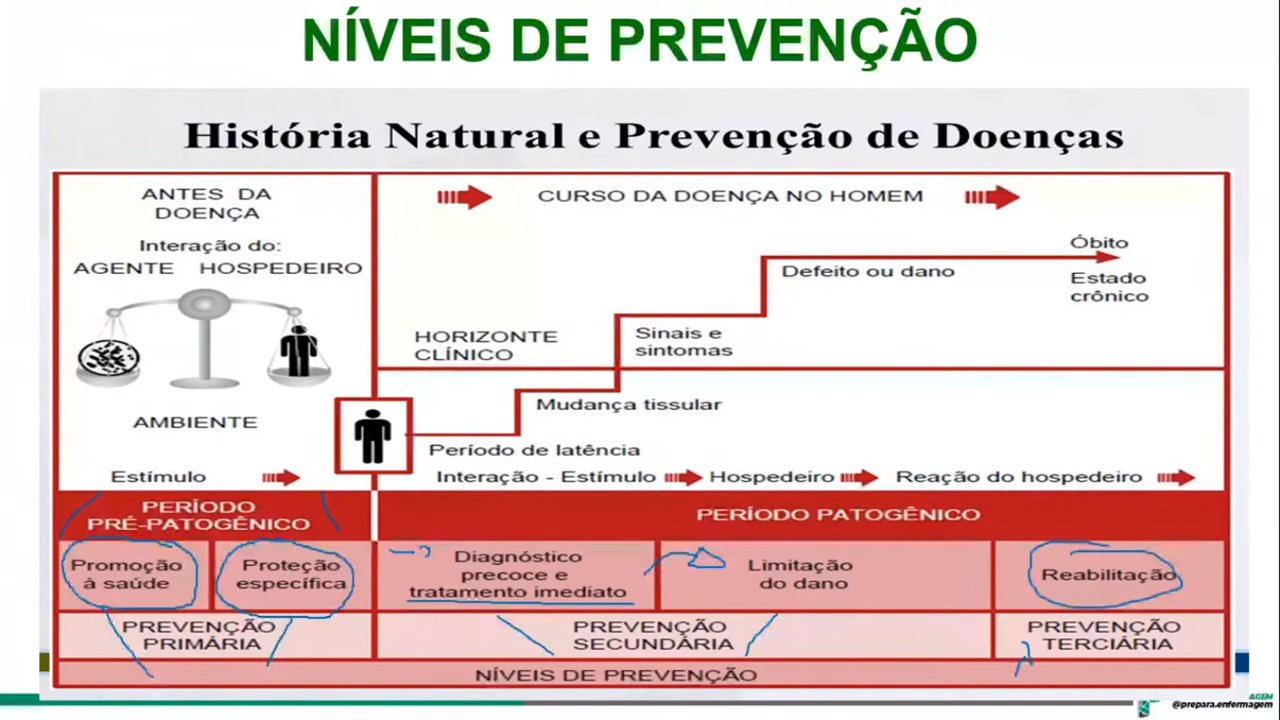 NÍVEIS DE PREVENÇÃO
História Natural e Prevenção de Doenças
ANTES DA
DOENÇA
Interação do:
AGENTE HOSPEDEIRO
AMBIENTE
Estímulo
CURSO DA DOENÇA NO HOMEM
Óbito
Defeito ou dano
Estado
crônico
HORIZONTE
CLÍNICO
Sinais e
sintomas
Mudança tissular
Período de latência
Interação - Estímulo Hospedeiro Reação do hospedeiro
PERÍODO
PRÉ-PATOGÊNICO
PERÍODO PATOGÊNICO
Promoção
à saúde
Proteção
específica
Diagnóstico
precoce e
tratamento imediato
Limitação
do dano
Reabilitação
PREVENÇÃO
PRIMÁRIA
PREVENÇÃO
SECUNDÁRIA
PREVENÇÃO
TERCIÁRIA
NÍVEIS DE PREVENÇÃO
@prepara.enfermagem